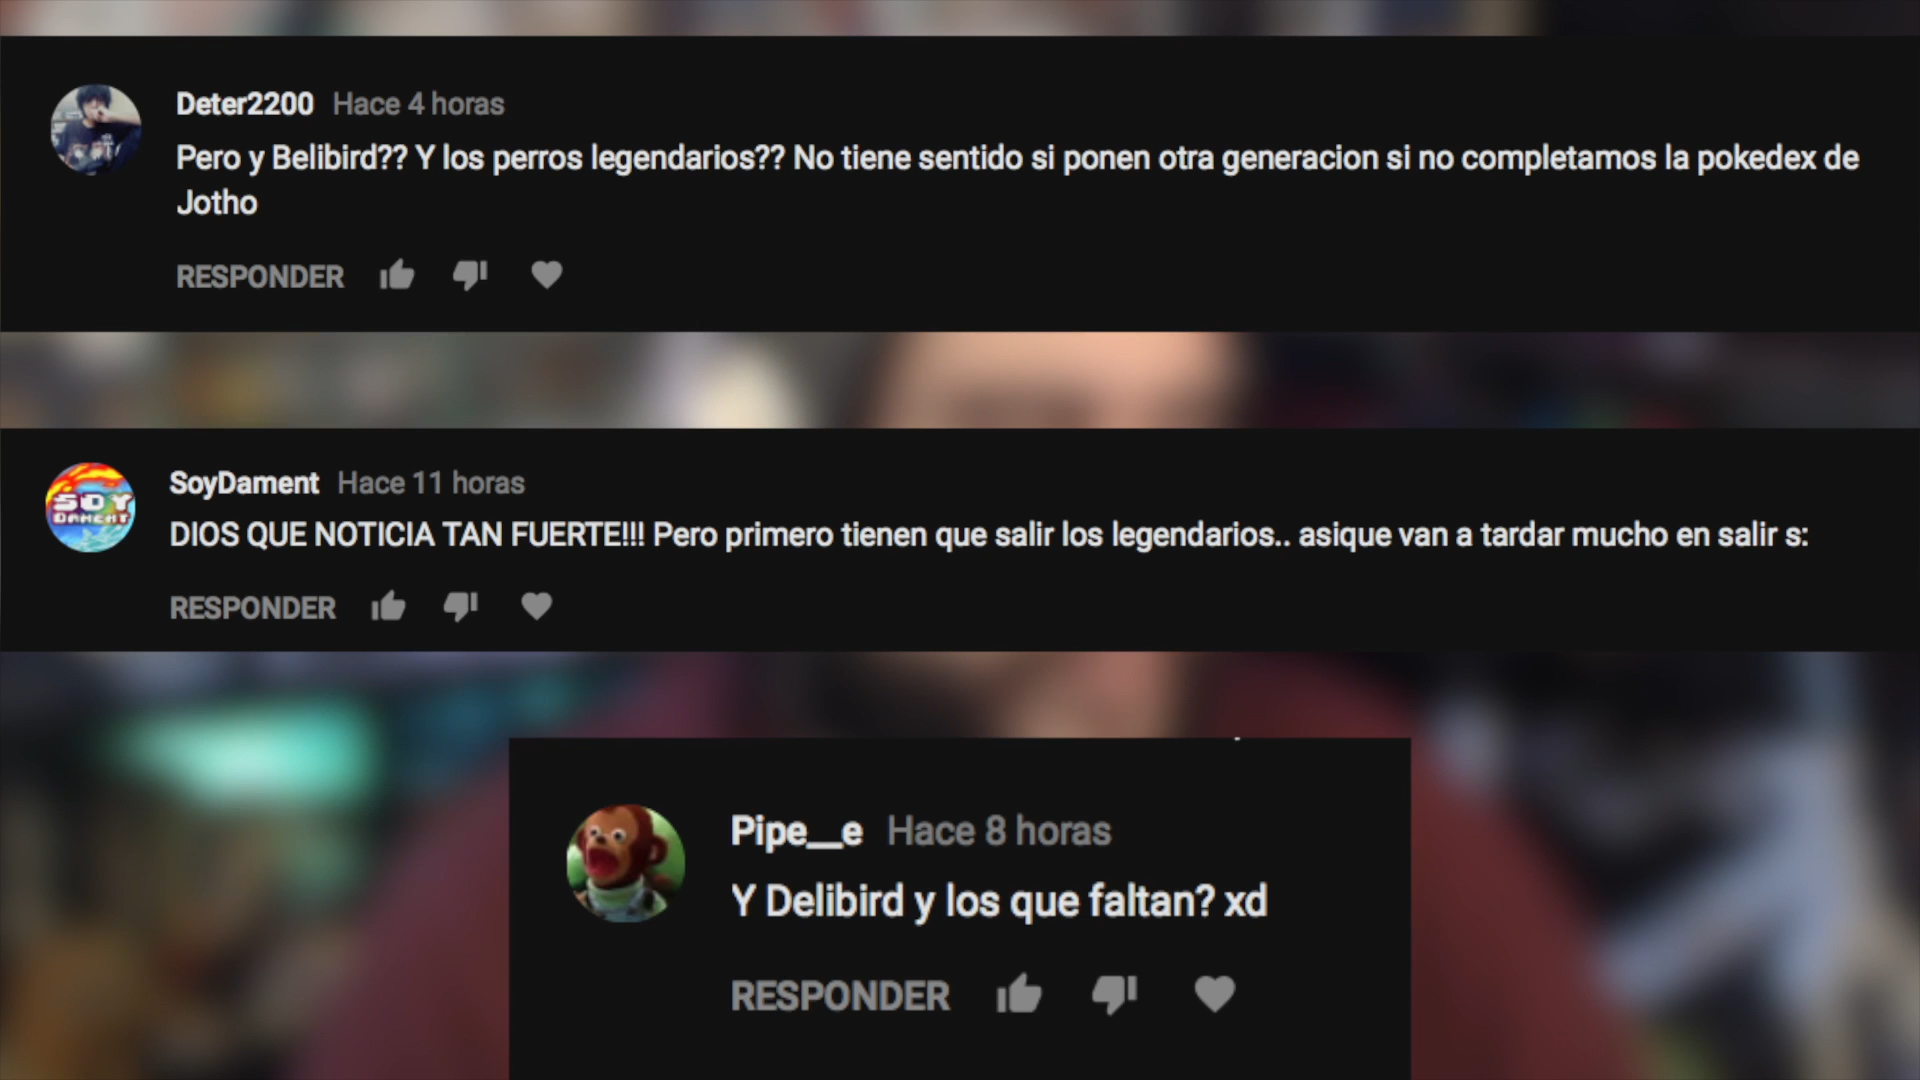 Deter2200 Hace 4 horas
Pero y Belibird?? Y los perros legendarios?? No tiene sentido si ponen otra generacion si no completamos la pokedex de
Jotho
RESPONDER
SOY
DAMENT
SoyDament Hace 11 horas
DIOS QUE NOTICIA TAN FUERTE!!! Pero primero tienen que salir los legendarios.. asique van a tardar mucho en salir s:
RESPONDER
Pipe__e Hace 8 horas
Y Delibird y los que faltan? xd
RESPONDER